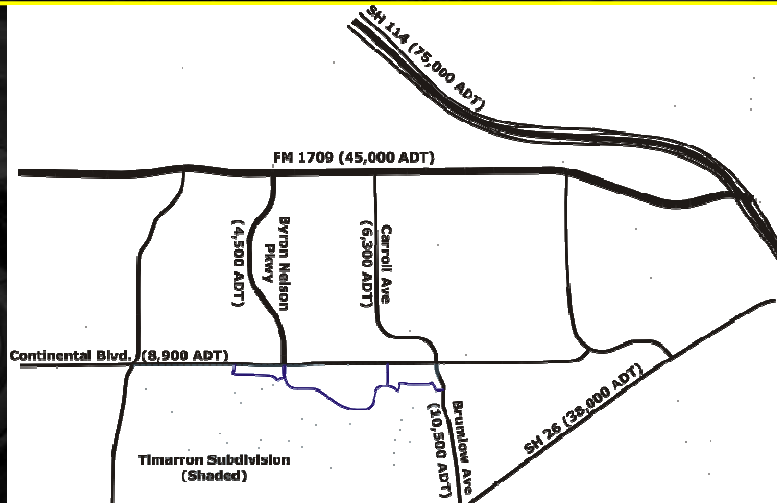 SH 114 (75,000 ADT)
FM 1709 (45,000 ADT)
Byron Nelson
Pkwy
(4,500 ADT)
Carroll Ave
(6,300 ADT)
Continental Blvd. (8,900 ADT)
SH 26 (38,000 ADT)
Brumlow Ave
(10,500 ADT)
Timarron Subdivision
(Shaded)